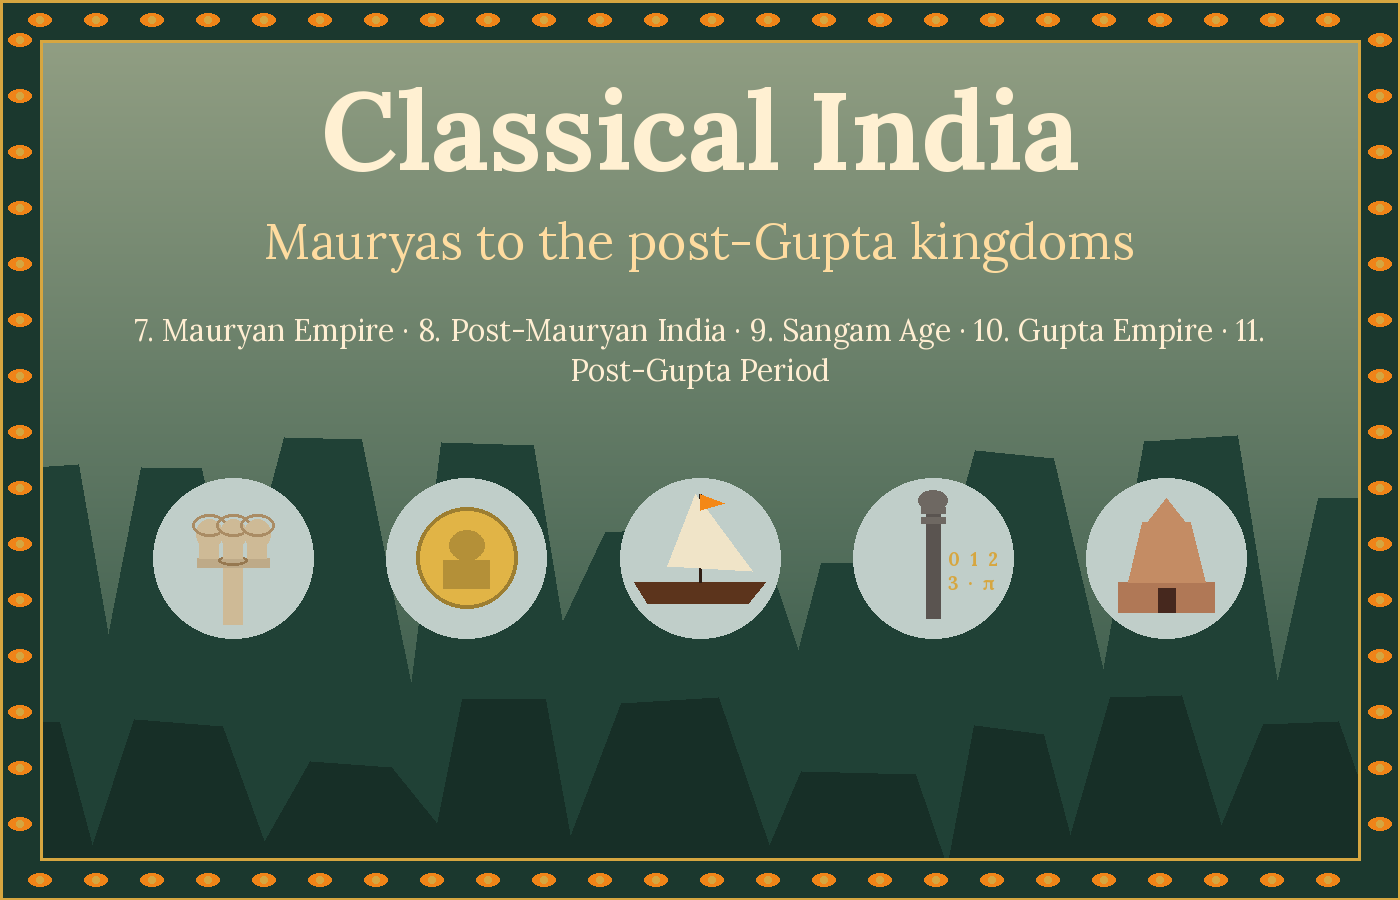 Classical India
Mauryas to the post-Gupta kingdoms
7. Mauryan Empire · 8. Post-Mauryan India · 9. Sangam Age · 10. Gupta Empire · 11.
Post-Gupta Period
0 1 2
3 · π